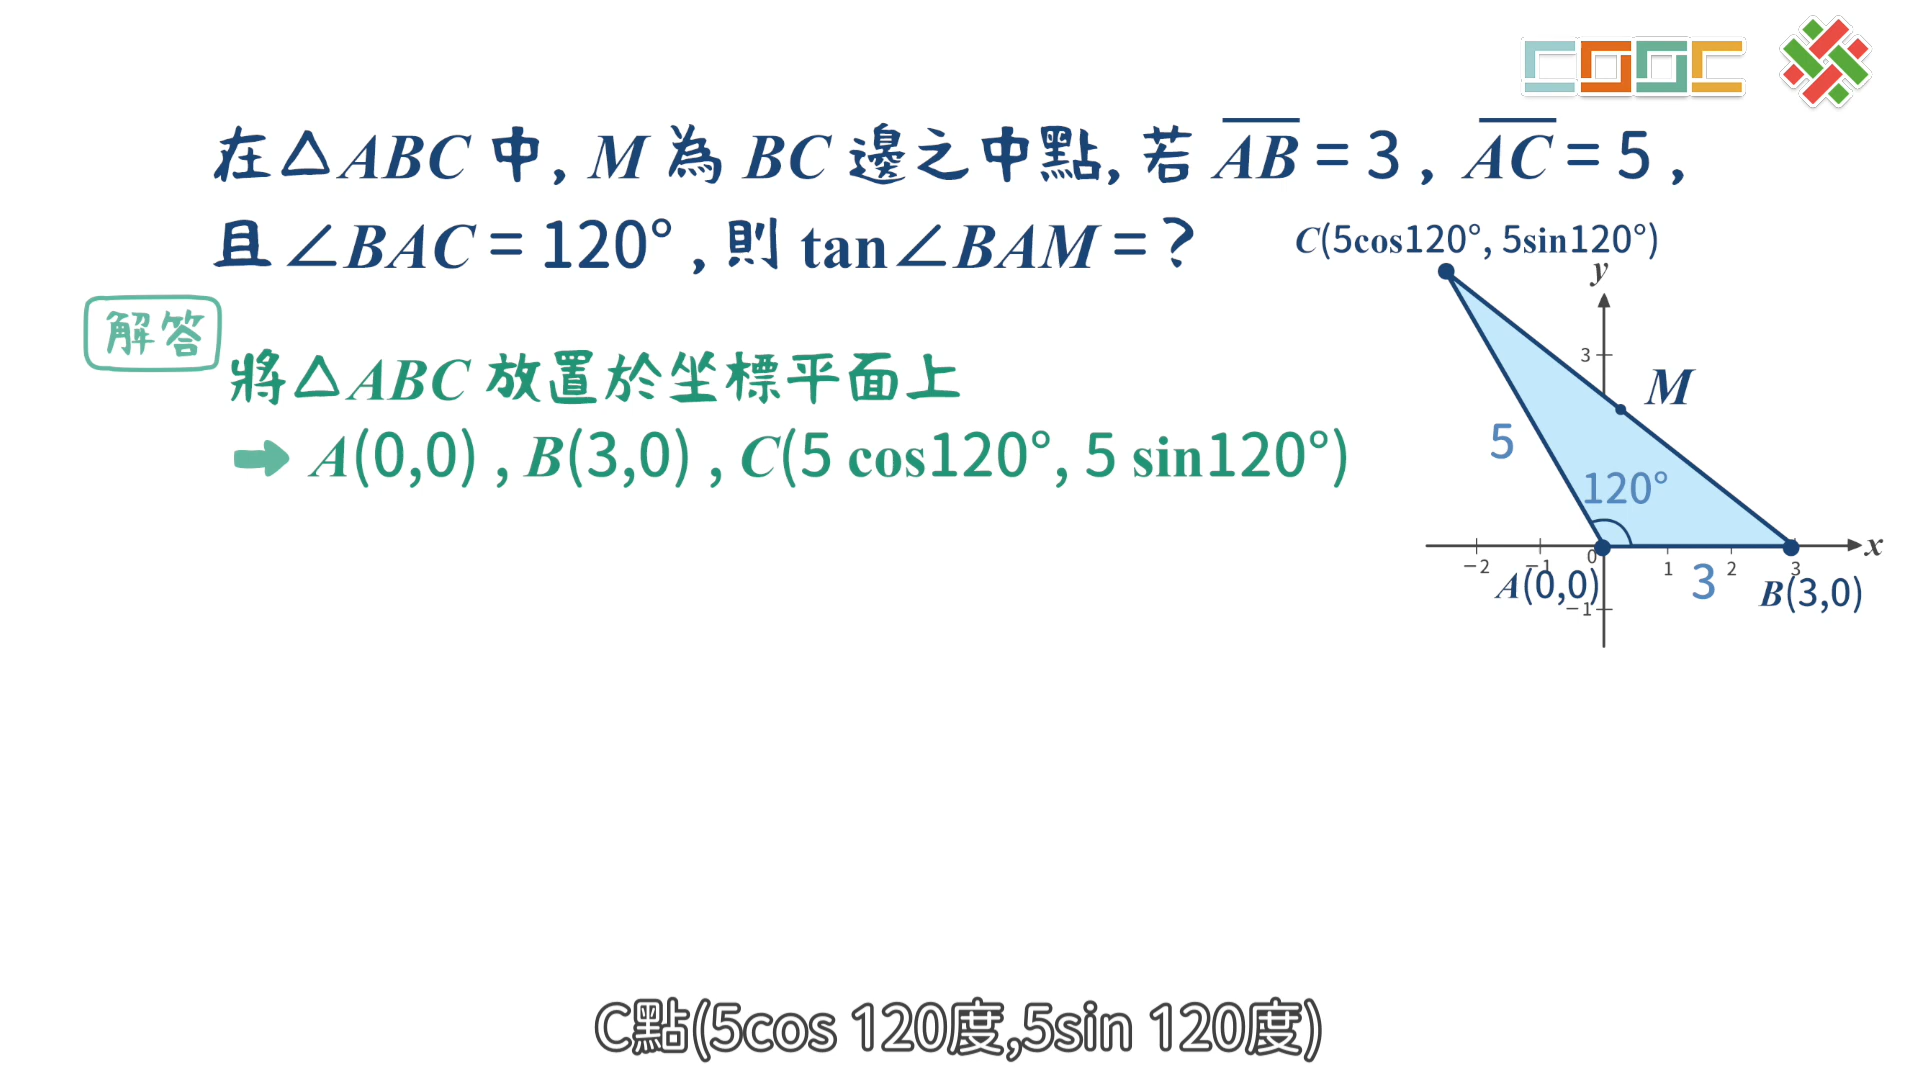 COOC
在△ABC 中, M 為 BC 邊之中點, 若 AB = 3 , AC = 5 ,
且∠BAC = 120° , 則 tan∠BAM = ?
解答
將△ABC 放置於坐標平面上
➡ A(0,0) , B(3,0) , C(5 cos120°, 5 sin120°)
C(5cos120°, 5sin120°)
y
3
M
5
120°
x
−2 −1 0 1 2 3
A(0,0) 3 B(3,0)
−1
C點(5cos 120度,5sin 120度)